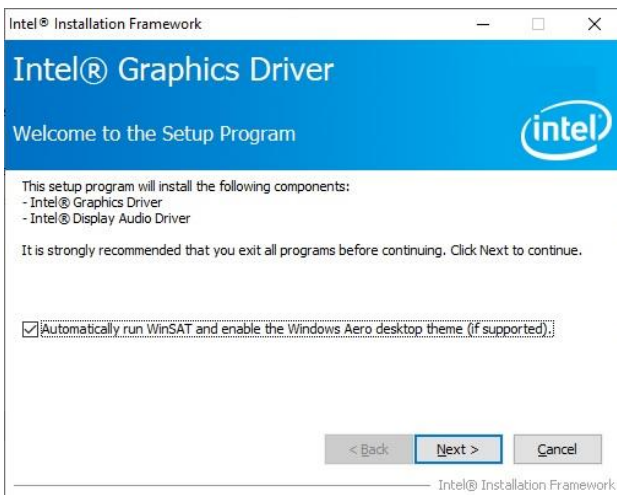 Intel® Installation Framework
Intel® Graphics Driver
Welcome to the Setup Program
intel
This setup program will install the following components:
- Intel® Graphics Driver
- Intel® Display Audio Driver
It is strongly recommended that you exit all programs before continuing. Click Next to continue.
Automatically run WinSAT and enable the Windows Aero desktop theme (if supported).
< Back Next > Cancel
Intel® Installation Framework